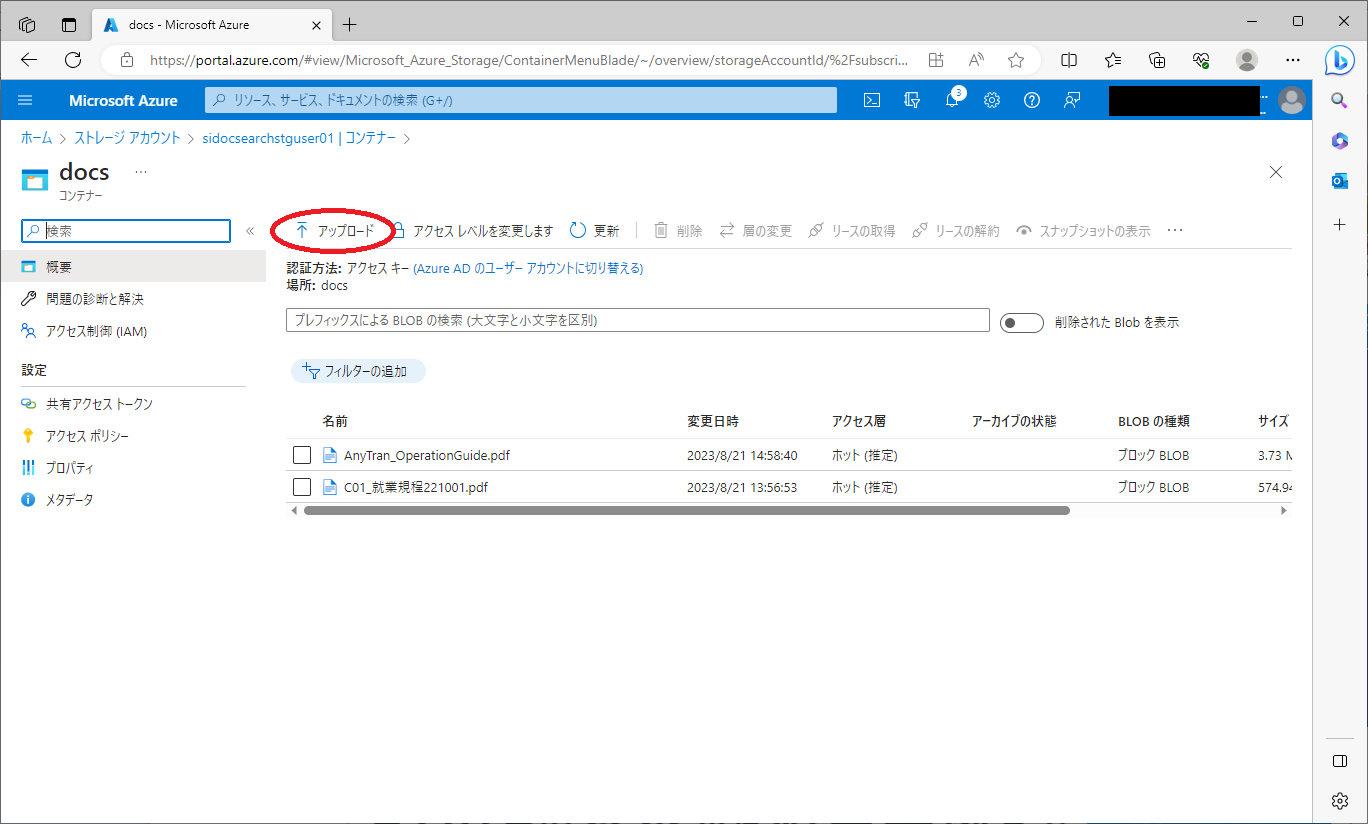 docs - Microsoft Azure
https://portal.azure.com/#view/Microsoft_Azure_Storage/ContainerMenuBlade/~/overview/storageAccountId/%2Fsubscri...
Microsoft Azure
リソース、サービス、ドキュメントの検索 (G+/)
3
ホーム > ストレージ アカウント > sidocsearchstguser01 | コンテナー >
docs ...
コンテナー
検索
アップロード アクセス レベルを変更します 更新 削除 層の変更 リースの取得 リースの解約 スナップショットの表示 ...
概要
問題の診断と解決
アクセス制御 (IAM)
設定
共有アクセス トークン
アクセス ポリシー
プロパティ
メタデータ
認証方法: アクセス キー (Azure AD のユーザー アカウントに切り替える)
場所: docs
プレフィックスによる BLOB の検索 (大文字と小文字を区別)
削除された Blob を表示
フィルターの追加
名前 変更日時 アクセス層 アーカイブの状態 BLOB の種類 サイズ
AnyTran_OperationGuide.pdf 2023/8/21 14:58:40 ホット (推定) ブロック BLOB 3.73 M
C01_就業規程221001.pdf 2023/8/21 13:56:53 ホット (推定) ブロック BLOB 574.94